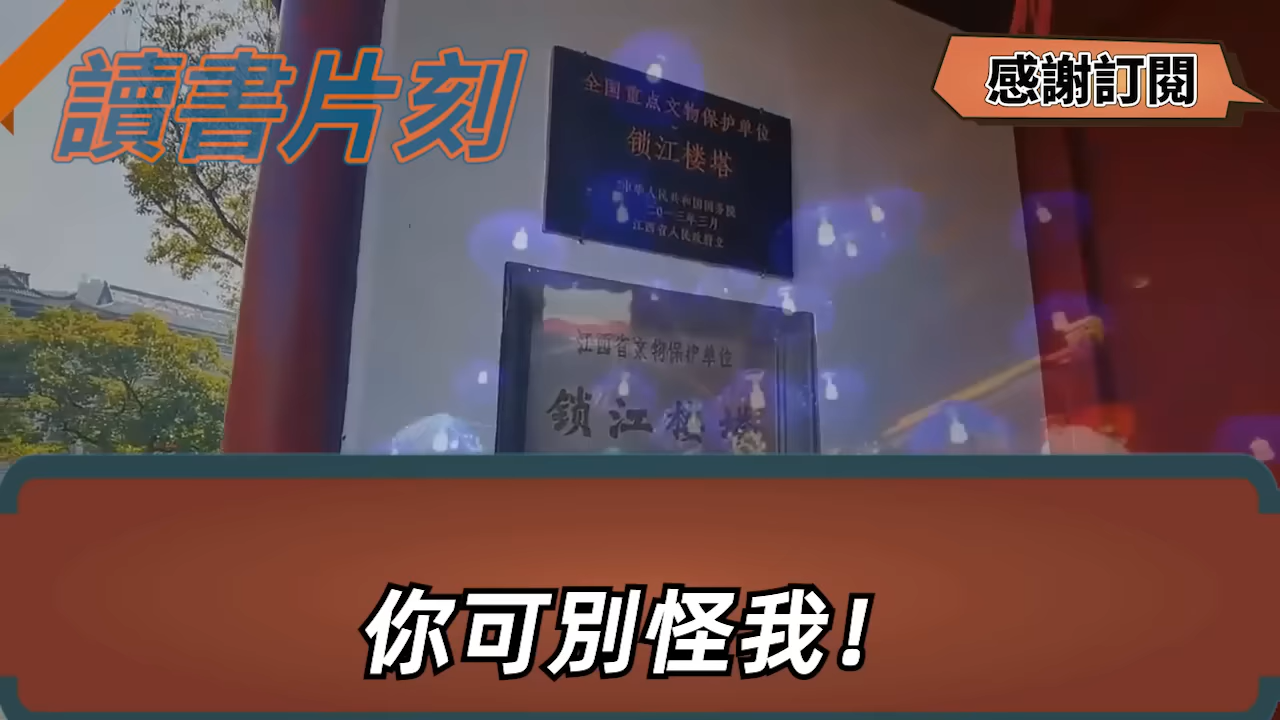 讀書片刻
感謝訂閱
全国重点文物保护单位
锁江楼塔
中华人民共和国国务院
二〇一三年三月
江西省人民政府立
江西省文物保护单位
锁江楼塔
你可別怪我!